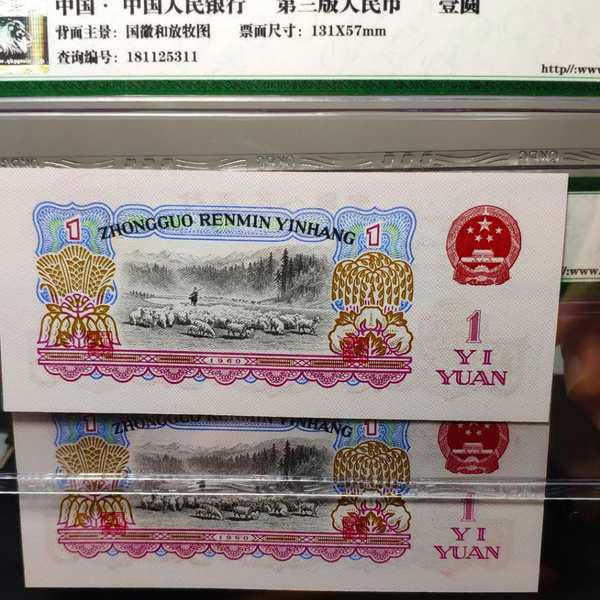 中国·中国人民银行 第三版人民币 壹圆
背面主景：国徽和放牧图 票面尺寸：131X57mm
查询编号：181125311
http//:www
ZHONGGUO RENMIN YINHANG
1
1
1
YI
YUAN
1960
ZHONGGUO RENMIN YINHANG
1
1
1
YI
YUAN
1960